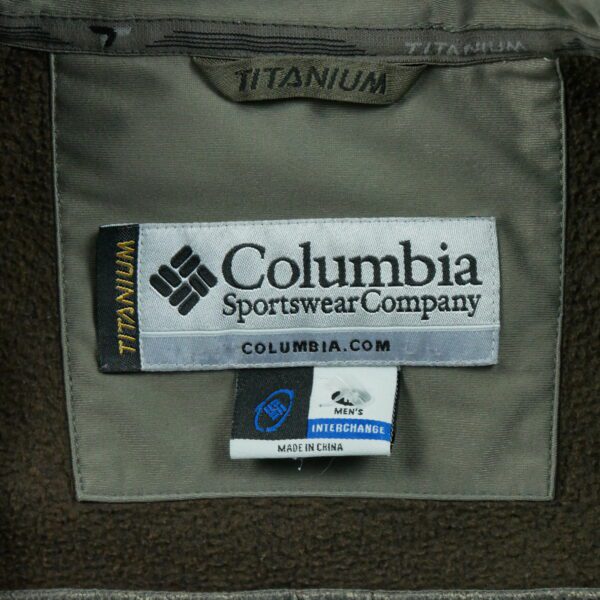 TITANIUM
TITANIUM
TITANIUM
Columbia
Sportswear Company
COLUMBIA.COM
MEN'S
INTERCHANGE
MADE IN CHINA